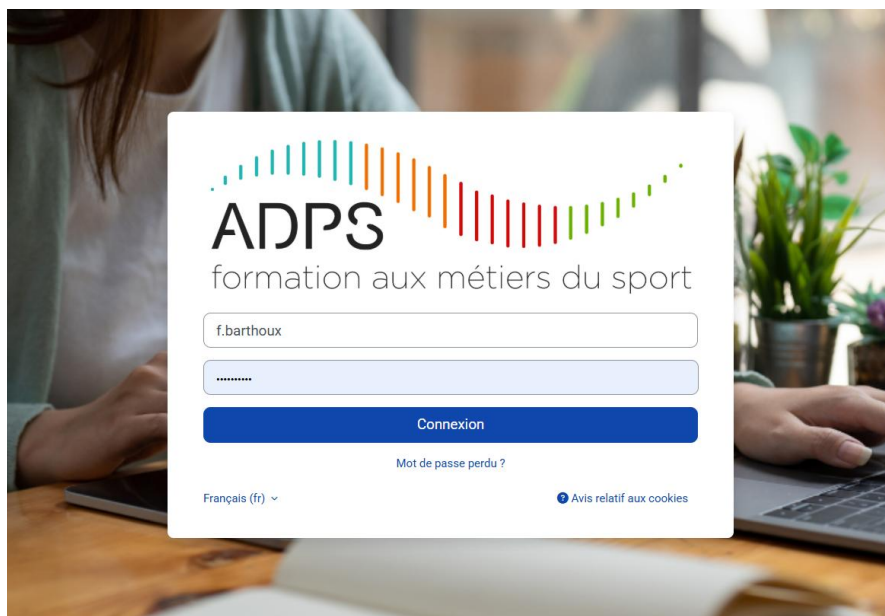 ADPS
formation aux métiers du sport
f.barthoux
••••••••••
Connexion
Mot de passe perdu ?
Français (fr)
? Avis relatif aux cookies